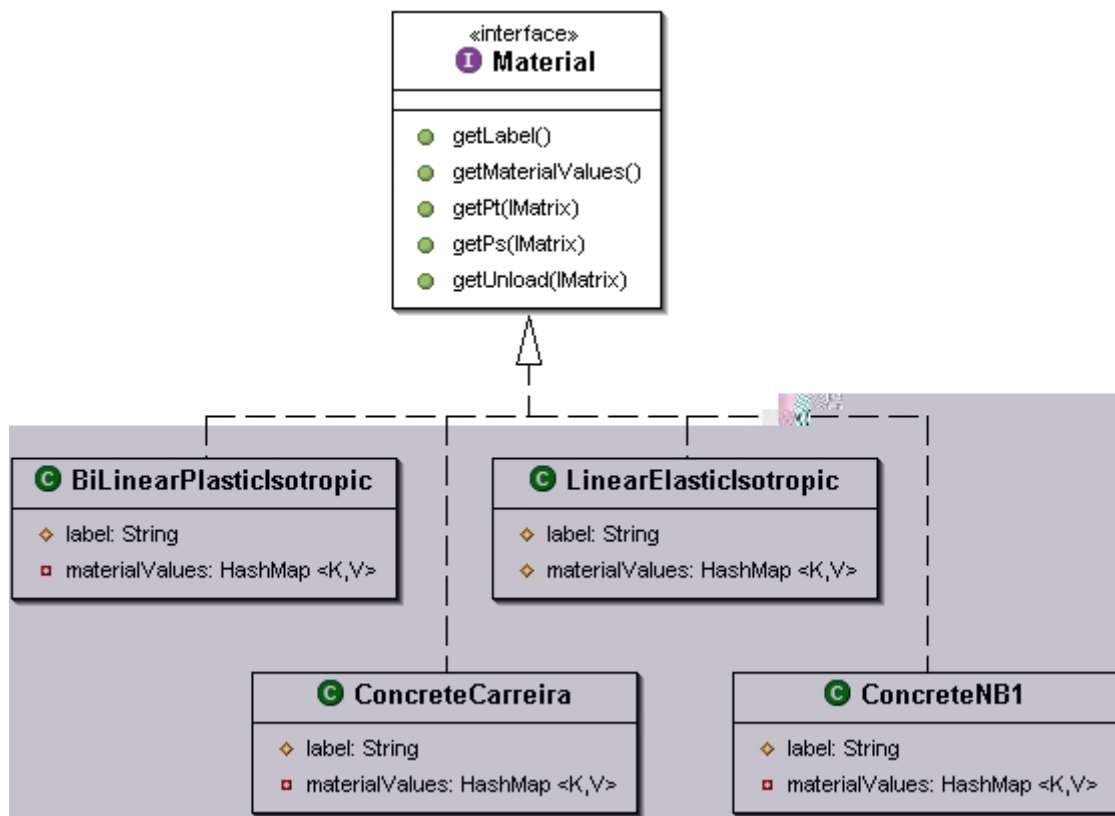 «interface»
I Material
getLabel()
getMaterialValues()
getPt(IMatrix)
getPs(IMatrix)
getUnload(IMatrix)
C BiLinearPlasticIsotropic
label: String
materialValues: HashMap <K,V>
C LinearElasticIsotropic
label: String
materialValues: HashMap <K,V>
C ConcreteCarreira
label: String
materialValues: HashMap <K,V>
C ConcreteNB1
label: String
materialValues: HashMap <K,V>